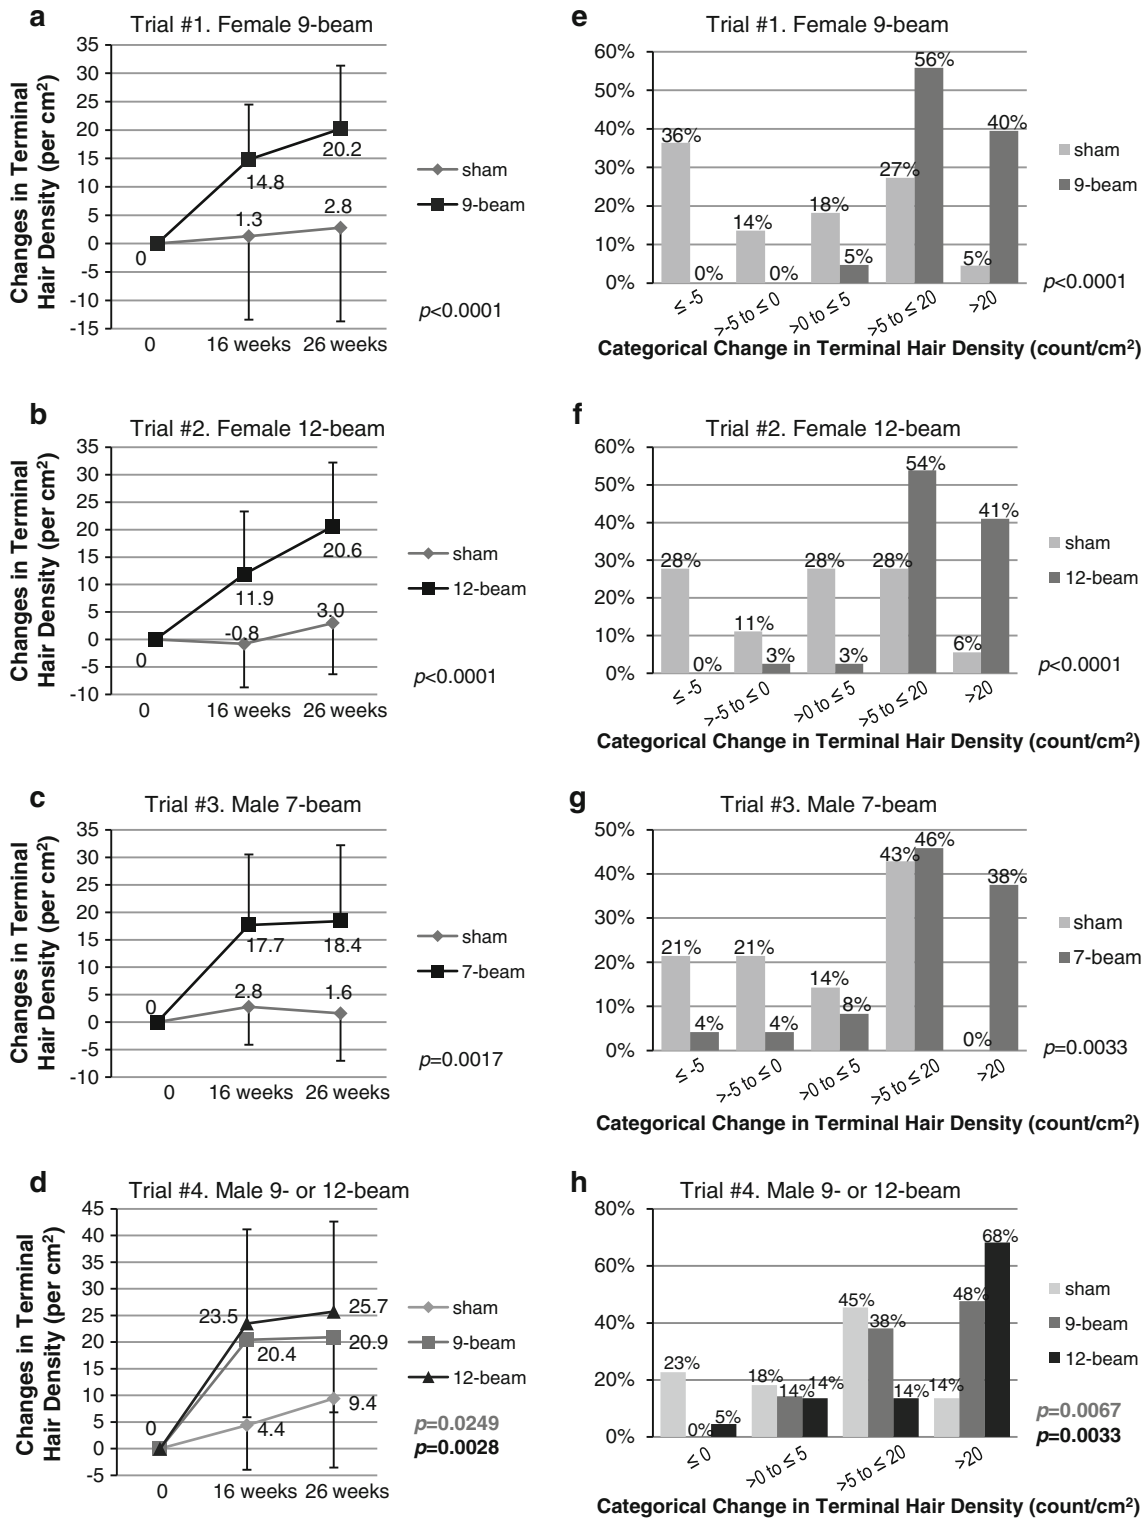 a
Trial #1. Female 9-beam
Changes in Terminal
Hair Density (per cm²)
35
30
25
20
15
10
5
0
-5
-10
-15
0
14.8
20.2
1.3
2.8
0 16 weeks 26 weeks
sham
9-beam
p<0.0001
e
Trial #1. Female 9-beam
60%
50%
40%
30%
20%
10%
0%
36% 0% 14% 0% 18% 5% 27% 56% 5% 40%
≤ -5 >-5 to ≤ 0 >0 to ≤ 5 >5 to ≤ 20 >20
Categorical Change in Terminal Hair Density (count/cm²)
sham
9-beam
p<0.0001
b
Trial #2. Female 12-beam
Changes in Terminal
Hair Density (per cm²)
35
30
25
20
15
10
5
0
-5
-10
0
11.9
20.6
-0.8
3.0
0 16 weeks 26 weeks
sham
12-beam
p<0.0001
f
Trial #2. Female 12-beam
60%
50%
40%
30%
20%
10%
0%
28% 0% 11% 3% 28% 3% 28% 54% 6% 41%
≤ -5 >-5 to ≤ 0 >0 to ≤ 5 >5 to ≤ 20 >20
Categorical Change in Terminal Hair Density (count/cm²)
sham
12-beam
p<0.0001
c
Trial #3. Male 7-beam
Changes in Terminal
Hair Density (per cm²)
35
30
25
20
15
10
5
0
-5
-10
0
17.7
18.4
2.8
1.6
0 16 weeks 26 weeks
sham
7-beam
p=0.0017
g
Trial #3. Male 7-beam
50%
40%
30%
20%
10%
0%
21% 4% 21% 4% 14% 8% 43% 46% 0% 38%
≤ -5 >-5 to ≤ 0 >0 to ≤ 5 >5 to ≤ 20 >20
Categorical Change in Terminal Hair Density (count/cm²)
sham
7-beam
p=0.0033
d
Trial #4. Male 9- or 12-beam
Changes in Terminal
Hair Density (per cm²)
45
40
35
30
25
20
15
10
5
0
-5
0
23.5
25.7
20.4
20.9
4.4
9.4
0 16 weeks 26 weeks
sham
9-beam
12-beam
p=0.0249
p=0.0028
h
Trial #4. Male 9- or 12-beam
80%
60%
40%
20%
0%
23% 0% 5% 18% 14% 14% 45% 38% 14% 14% 48% 68%
≤ 0 >0 to ≤ 5 >5 to ≤ 20 >20
Categorical Change in Terminal Hair Density (count/cm²)
sham
9-beam
12-beam
p=0.0067
p=0.0033